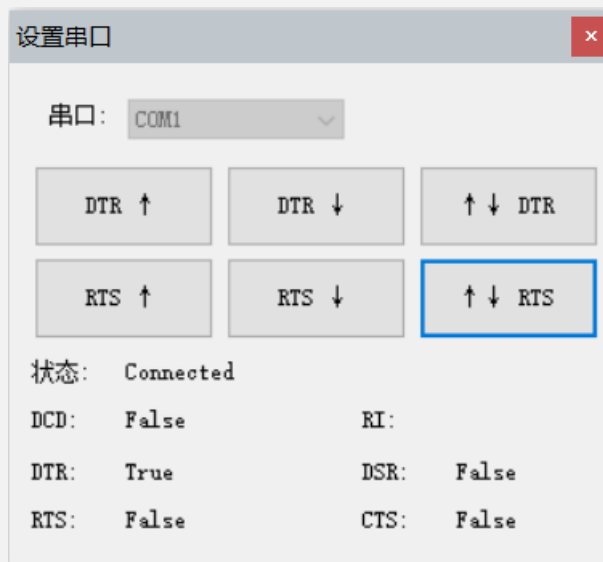 设置串口 ×
串口: COM1
DTR ↑ DTR ↓ ↑↓ DTR
RTS ↑ RTS ↓ ↑↓ RTS
状态: Connected
DCD: False RI:
DTR: True DSR: False
RTS: False CTS: False